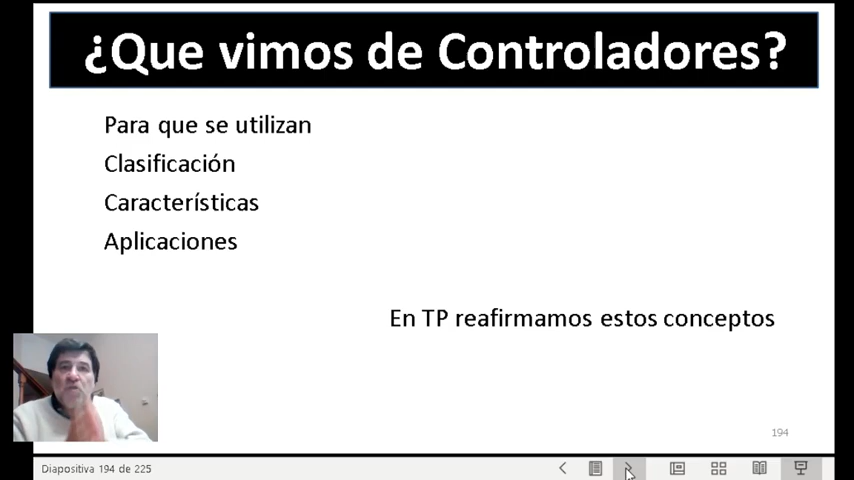 ¿Que vimos de Controladores?
Para que se utilizan
Clasificación
Características
Aplicaciones
En TP reafirmamos estos conceptos
194
Diapositiva 194 de 225